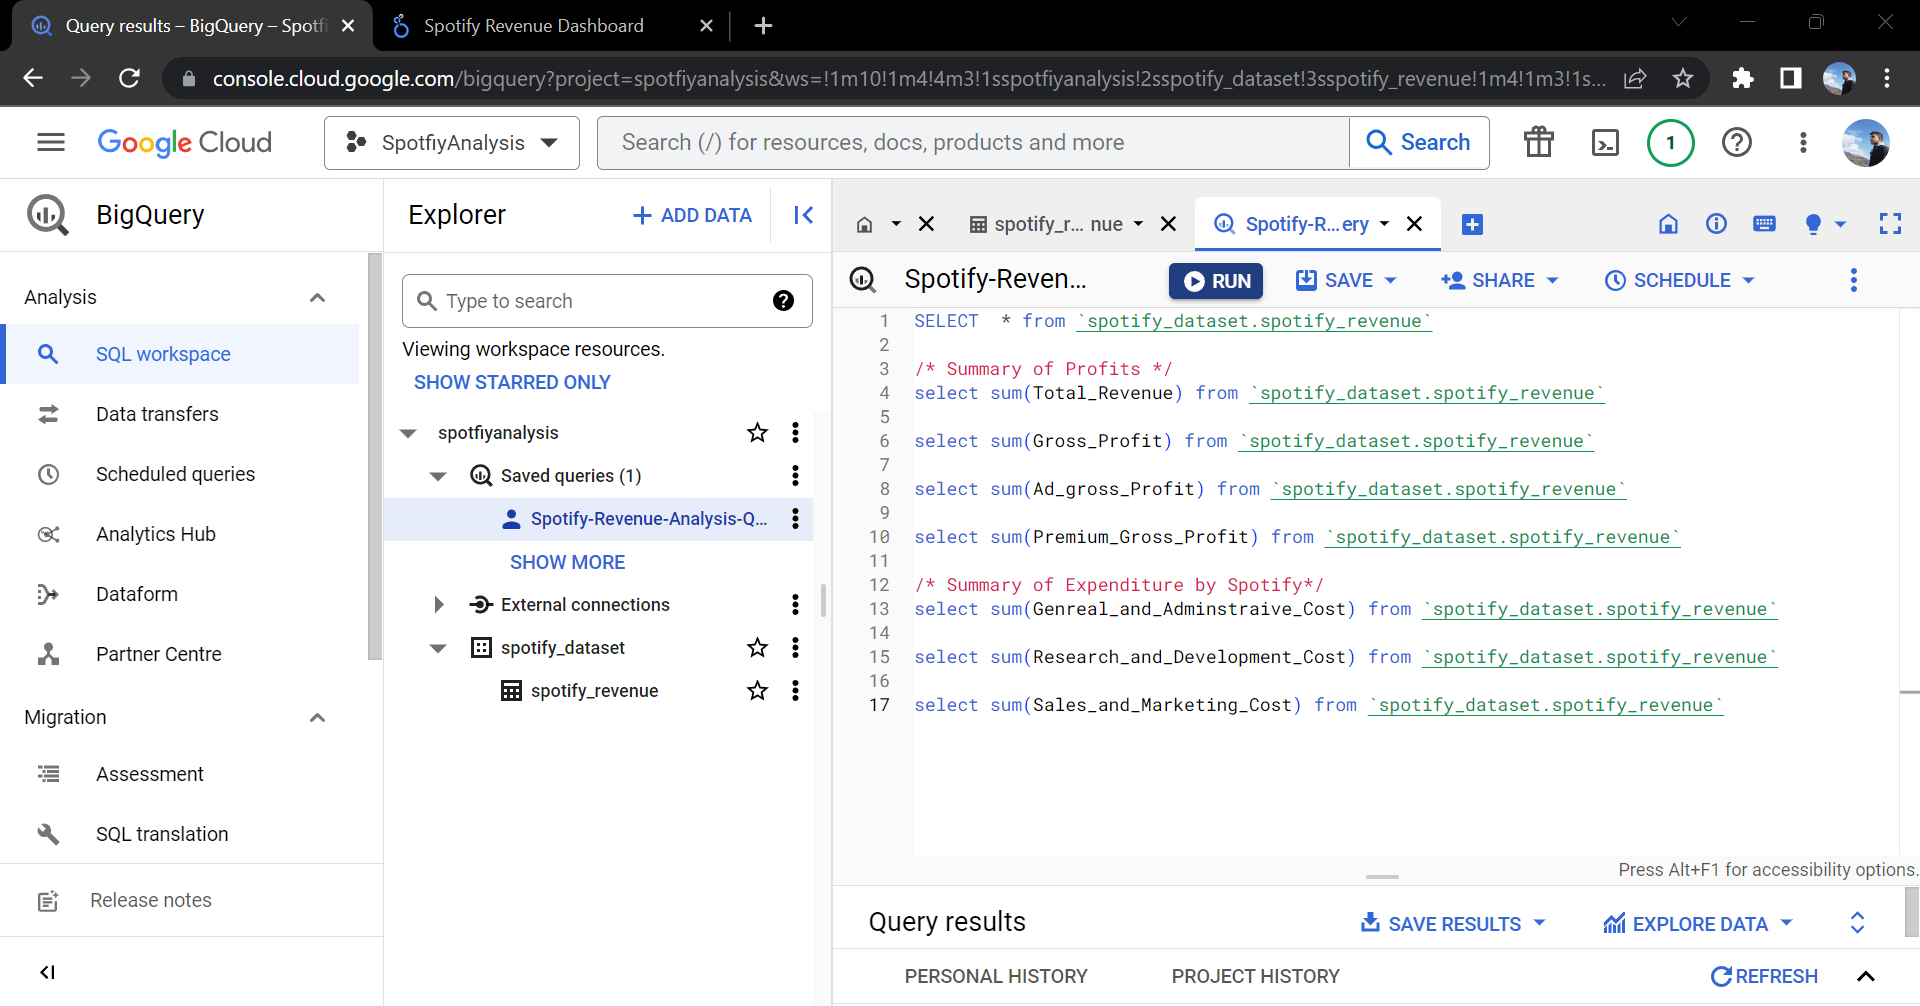 Query results – BigQuery – Spotfi
Spotify Revenue Dashboard
console.cloud.google.com/bigquery?project=spotfiyanalysis&ws=!1m10!1m4!4m3!1sspotfiyanalysis!2sspotify_dataset!3sspotify_revenue!1m4!1m3!1s...
Google Cloud
SpotfiyAnalysis
Search (/) for resources, docs, products and more
Search
1
BigQuery
Analysis
SQL workspace
Data transfers
Scheduled queries
Analytics Hub
Dataform
Partner Centre
Migration
Assessment
SQL translation
Release notes
Explorer
ADD DATA
Type to search
Viewing workspace resources.
SHOW STARRED ONLY
spotfiyanalysis
Saved queries (1)
Spotify-Revenue-Analysis-Q...
SHOW MORE
External connections
spotify_dataset
spotify_revenue
spotify_r... nue
Spotify-R...ery
Spotify-Reven...
RUN
SAVE
SHARE
SCHEDULE
1 SELECT  * from `spotify_dataset.spotify_revenue`
2
3 /* Summary of Profits */
4 select sum(Total_Revenue) from `spotify_dataset.spotify_revenue`
5
6 select sum(Gross_Profit) from `spotify_dataset.spotify_revenue`
7
8 select sum(Ad_gross_Profit) from `spotify_dataset.spotify_revenue`
9
10 select sum(Premium_Gross_Profit) from `spotify_dataset.spotify_revenue`
11
12 /* Summary of Expenditure by Spotify*/
13 select sum(Genreal_and_Adminstraive_Cost) from `spotify_dataset.spotify_revenue`
14
15 select sum(Research_and_Development_Cost) from `spotify_dataset.spotify_revenue`
16
17 select sum(Sales_and_Marketing_Cost) from `spotify_dataset.spotify_revenue`
Press Alt+F1 for accessibility options.
Query results
SAVE RESULTS
EXPLORE DATA
PERSONAL HISTORY
PROJECT HISTORY
REFRESH